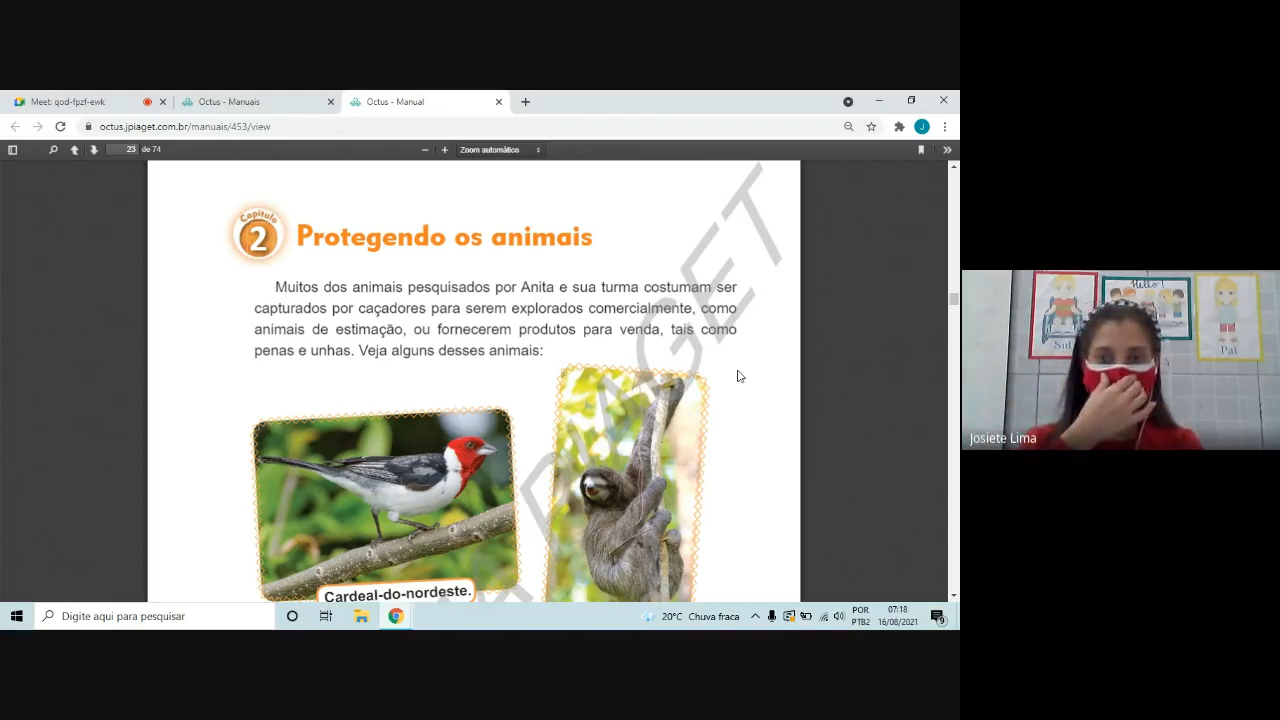 Meet: qod-fpzf-ewk
Octus - Manuais
Octus - Manual
octus.jpiaget.com.br/manuais/453/view
J
23 de 74
Zoom automático
Capítulo
2
Protegendo os animais
Muitos dos animais pesquisados por Anita e sua turma costumam ser
capturados por caçadores para serem explorados comercialmente, como
animais de estimação, ou fornecerem produtos para venda, tais como
penas e unhas. Veja alguns desses animais:
PIAGET
Cardeal-do-nordeste.
Hello!
Pai
Josiete Lima
Digite aqui para pesquisar
20°C Chuva fraca
POR
PTB2
07:18
16/08/2021
9